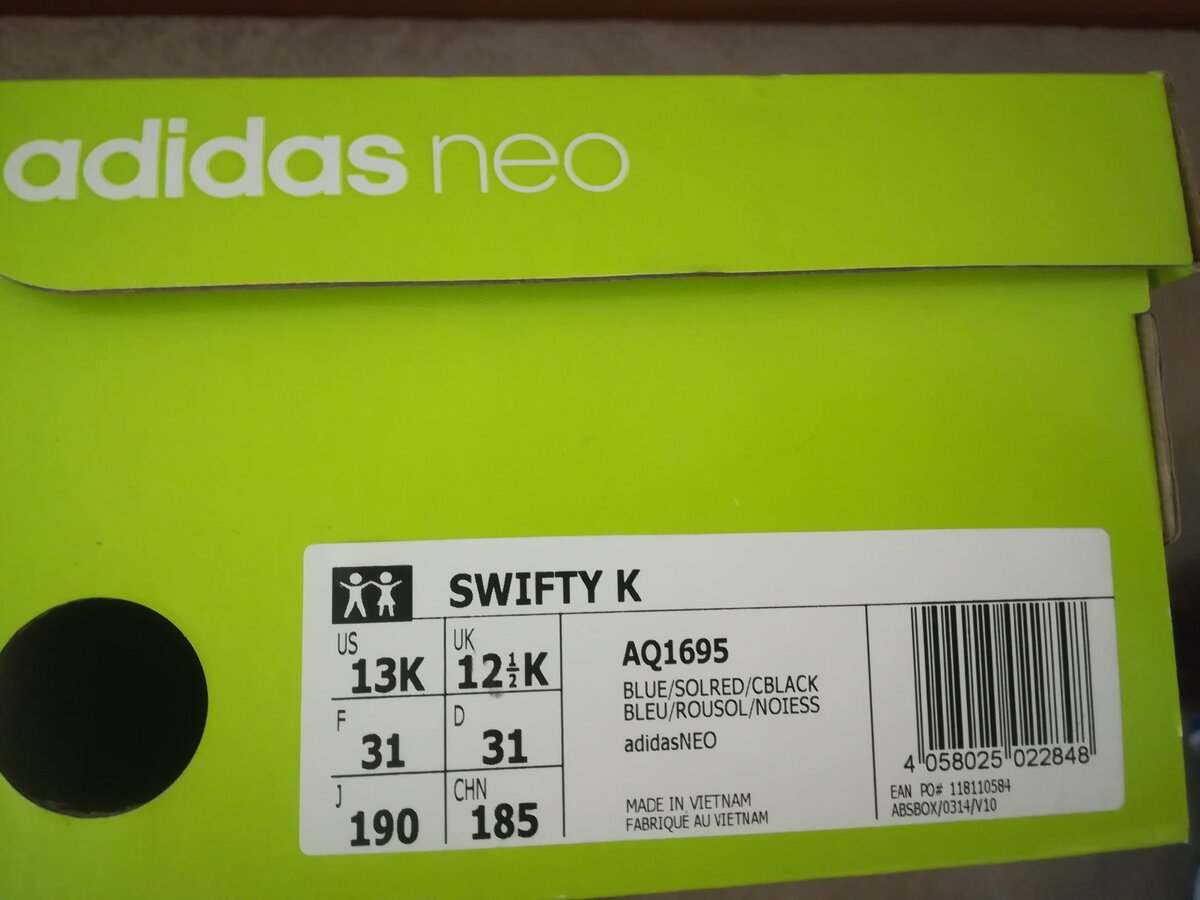 adidas neo
SWIFTY K
US 13K UK 12½K
F 31 D 31
J 190 CHN 185
AQ1695
BLUE/SOLRED/CBLACK
BLEU/ROUSOL/NOIESS
adidasNEO
MADE IN VIETNAM
FABRIQUÉ AU VIETNAM
4 058025 022848
EAN PO# 118110584
ABSBOX/0314/V10